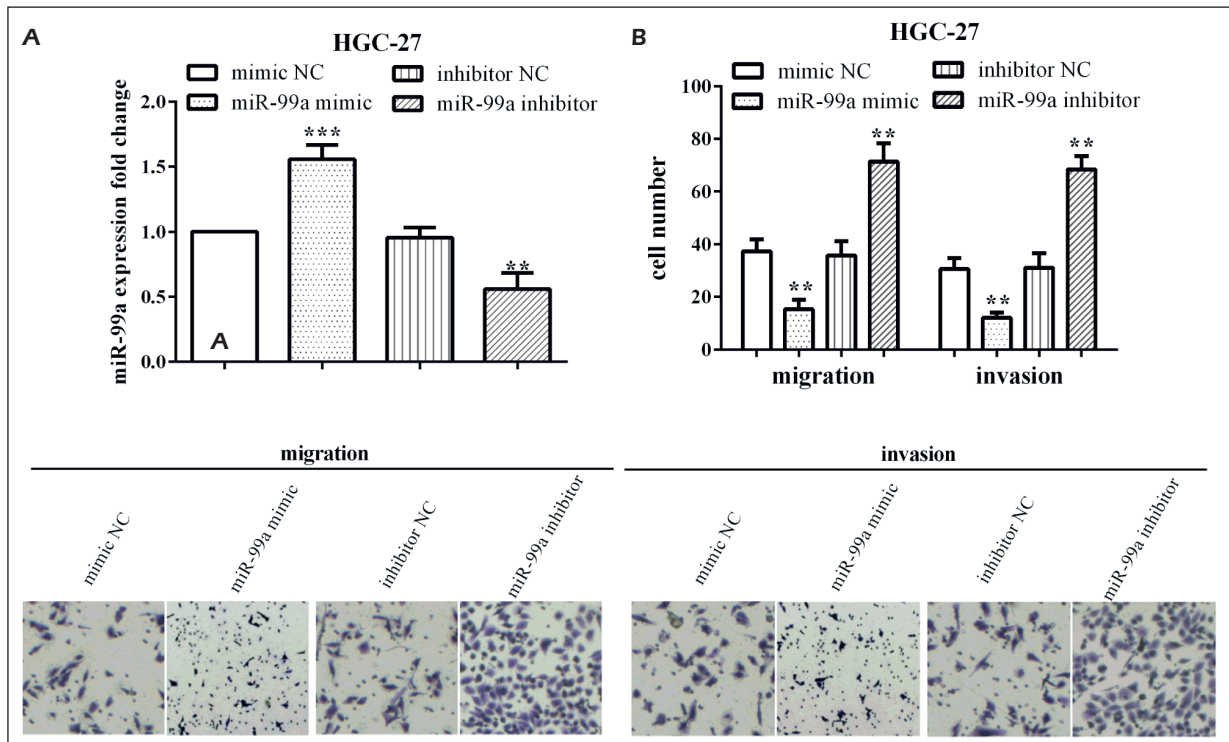 A
HGC-27
mimic NC
inhibitor NC
miR-99a mimic
miR-99a inhibitor
miR-99a expression fold change
2.0
1.5
1.0
0.5
0.0
***
**
A
B
HGC-27
mimic NC
inhibitor NC
miR-99a mimic
miR-99a inhibitor
cell number
100
80
60
40
20
0
**
**
**
**
migration
invasion
migration
mimic NC
miR-99a mimic
inhibitor NC
miR-99a inhibitor
invasion
mimic NC
miR-99a mimic
inhibitor NC
miR-99a inhibitor